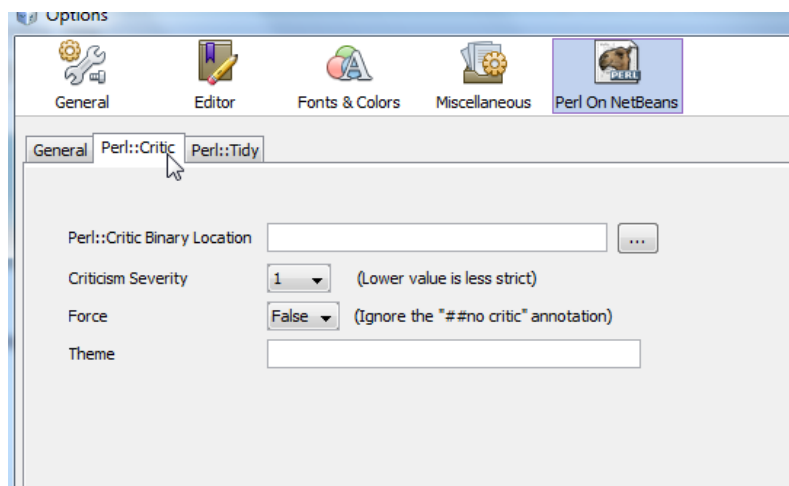 Options
General Editor Fonts & Colors Miscellaneous Perl On NetBeans
PERL
General Perl::Critic Perl::Tidy
Perl::Critic Binary Location ...
Criticism Severity 1 (Lower value is less strict)
Force False (Ignore the "##no critic" annotation)
Theme